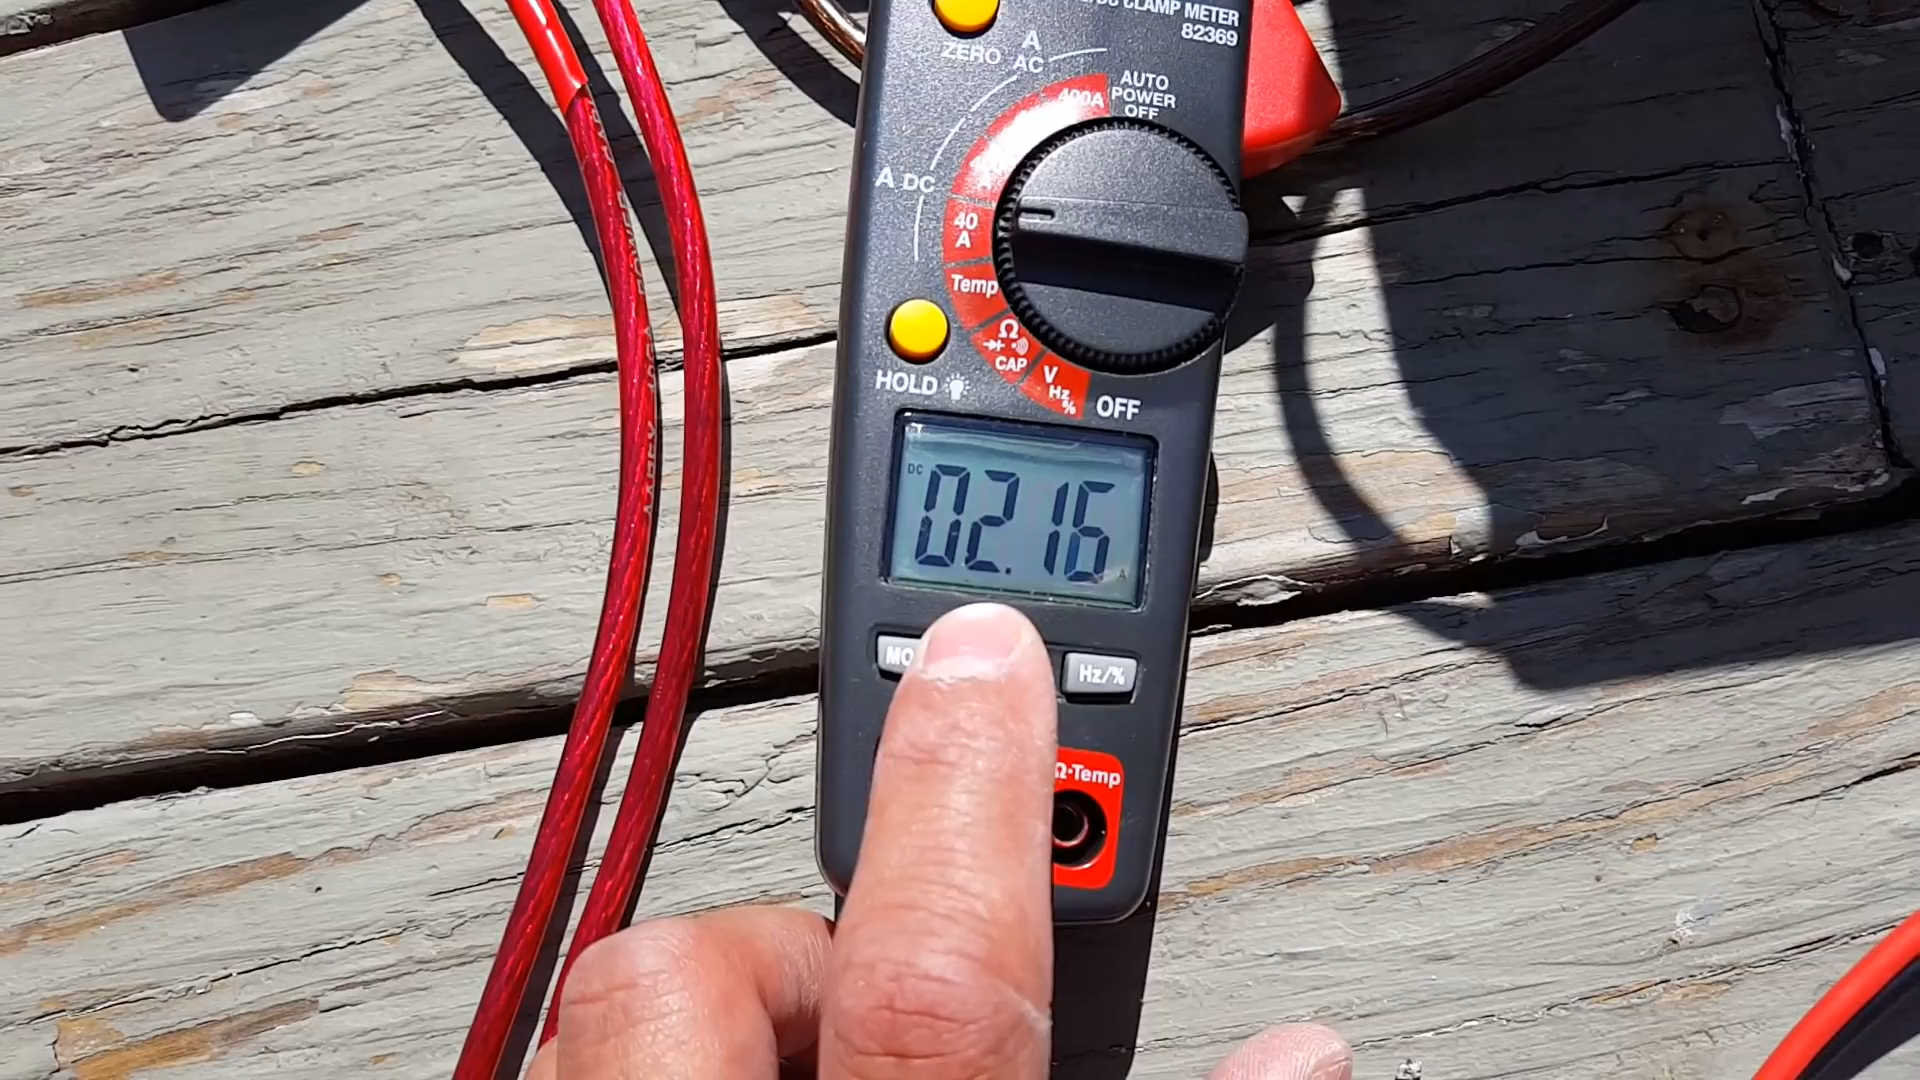 CLAMP METER
82369
ZERO
A
AC
400A
AUTO
POWER
OFF
A DC
40
A
Temp
Ω
CAP
V
Hz
%
HOLD
OFF
DC
02.16
A
Hz/%
Ω·Temp